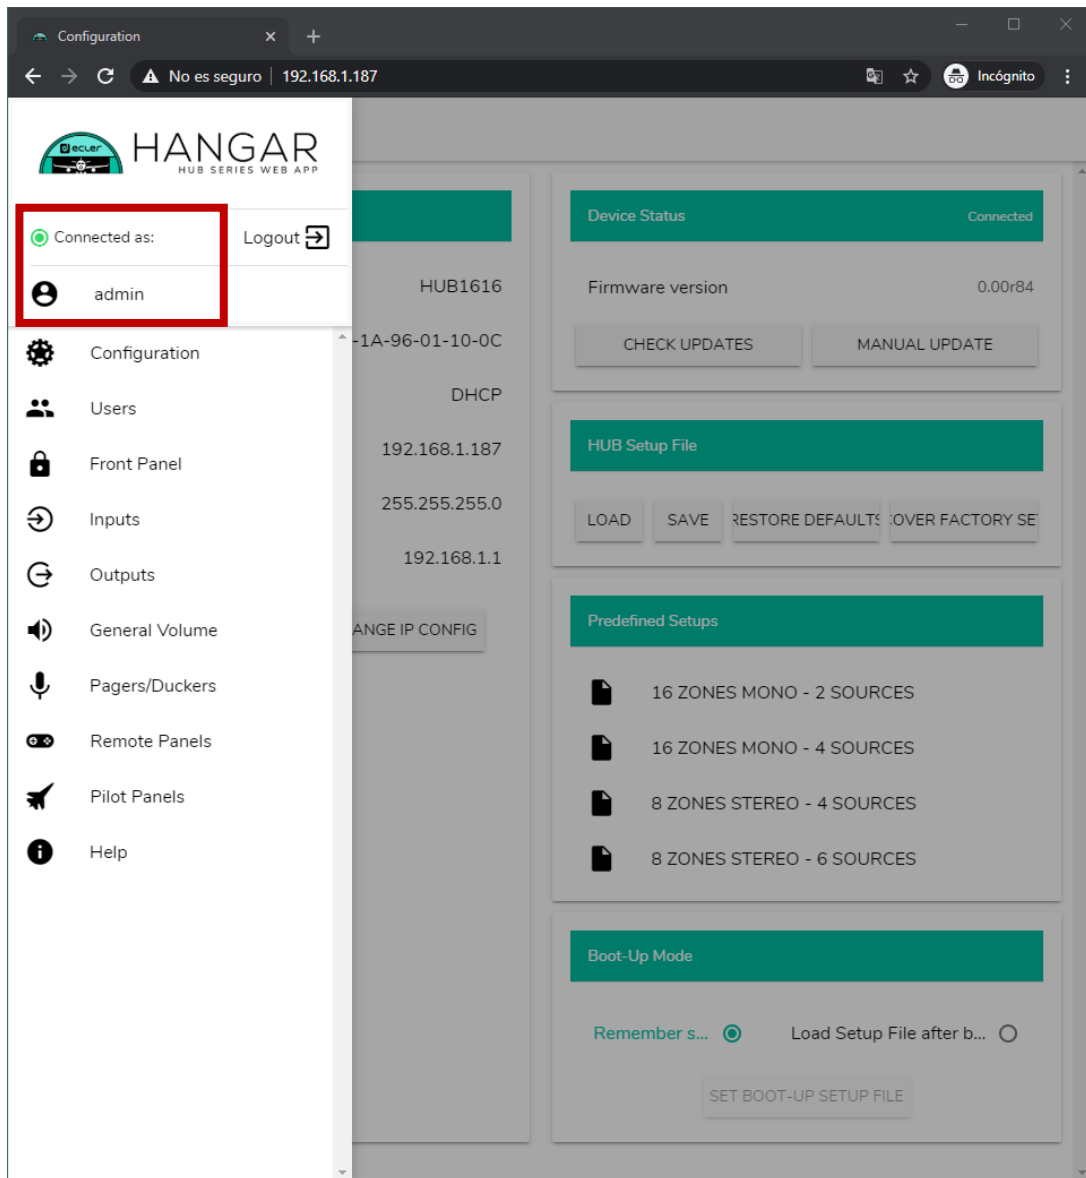 Configuration
No es seguro | 192.168.1.187
Incógnito
ecler
HANGAR
HUB SERIES WEB APP
Connected as:
Logout
admin
Configuration
Users
Front Panel
Inputs
Outputs
General Volume
Pagers/Duckers
Remote Panels
Pilot Panels
Help
HUB1616
-1A-96-01-10-0C
DHCP
192.168.1.187
255.255.255.0
192.168.1.1
ANGE IP CONFIG
Device Status
Connected
Firmware version
0.00r84
CHECK UPDATES
MANUAL UPDATE
HUB Setup File
LOAD
SAVE
RESTORE DEFAULTS
OVER FACTORY SE
Predefined Setups
16 ZONES MONO - 2 SOURCES
16 ZONES MONO - 4 SOURCES
8 ZONES STEREO - 4 SOURCES
8 ZONES STEREO - 6 SOURCES
Boot-Up Mode
Remember s...
Load Setup File after b...
SET BOOT-UP SETUP FILE